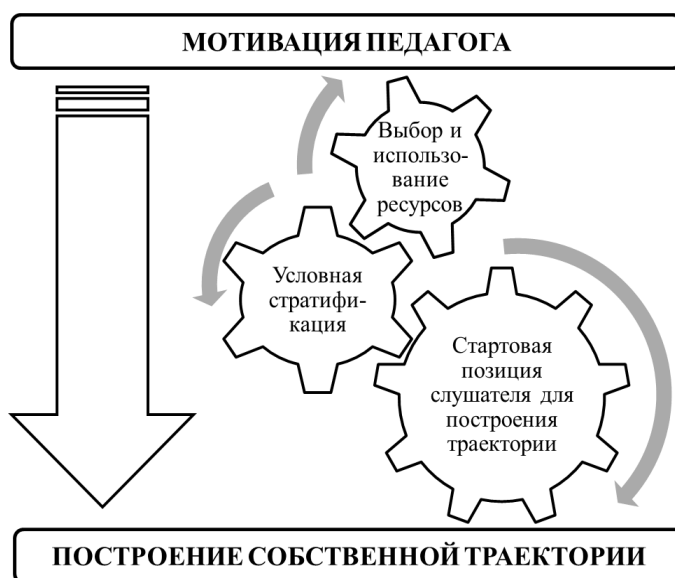 МОТИВАЦИЯ ПЕДАГОГА
Выбор и
использо-
вание
ресурсов
Условная
стратифи-
кация
Стартовая
позиция
слушателя для
построения
траектории
ПОСТРОЕНИЕ СОБСТВЕННОЙ ТРАЕКТОРИИ